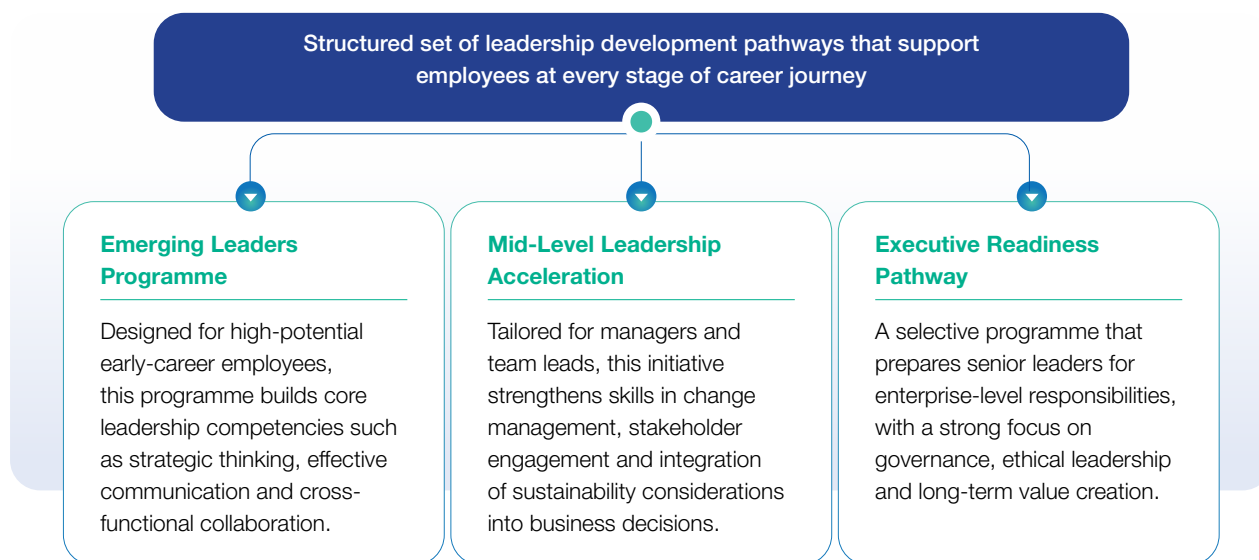 Structured set of leadership development pathways that support
employees at every stage of career journey
Emerging Leaders
Programme
Designed for high-potential
early-career employees,
this programme builds core
leadership competencies such
as strategic thinking, effective
communication and cross-
functional collaboration.
Mid-Level Leadership
Acceleration
Tailored for managers and
team leads, this initiative
strengthens skills in change
management, stakeholder
engagement and integration
of sustainability considerations
into business decisions.
Executive Readiness
Pathway
A selective programme that
prepares senior leaders for
enterprise-level responsibilities,
with a strong focus on
governance, ethical leadership
and long-term value creation.